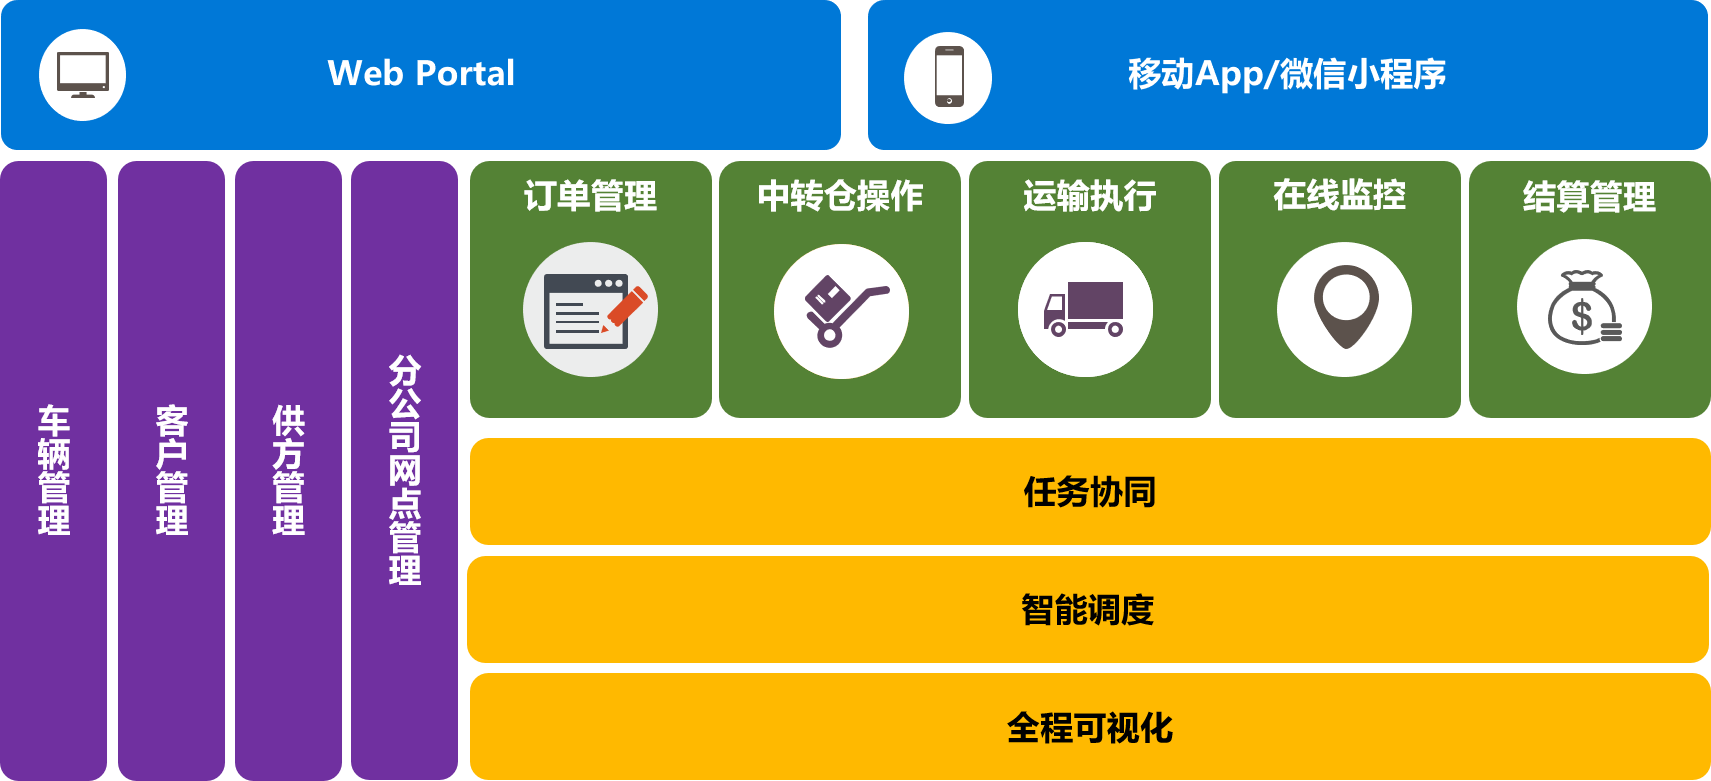 Web Portal
移动App/微信小程序
车辆管理
客户管理
供方管理
分公司网点管理
订单管理
中转仓操作
运输执行
在线监控
结算管理
$
任务协同
智能调度
全程可视化